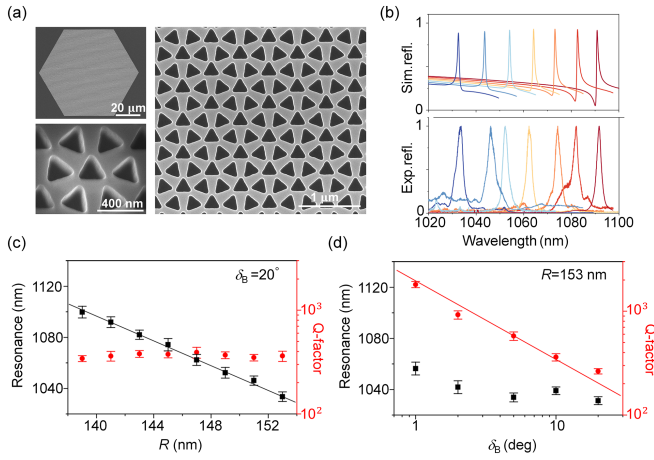 (a)
20 μm
400 nm
1 μm
(b)
1
0
Sim.refl.
1
0
Exp.refl.
1020 1040 1060 1080 1100
Wavelength (nm)
(c)
δB =20°
Resonance (nm)
1120
1080
1040
10³
10²
Q-factor
140 144 148 152
R (nm)
(d)
R=153 nm
Resonance (nm)
1120
1080
1040
10³
10²
Q-factor
1 10
δB (deg)